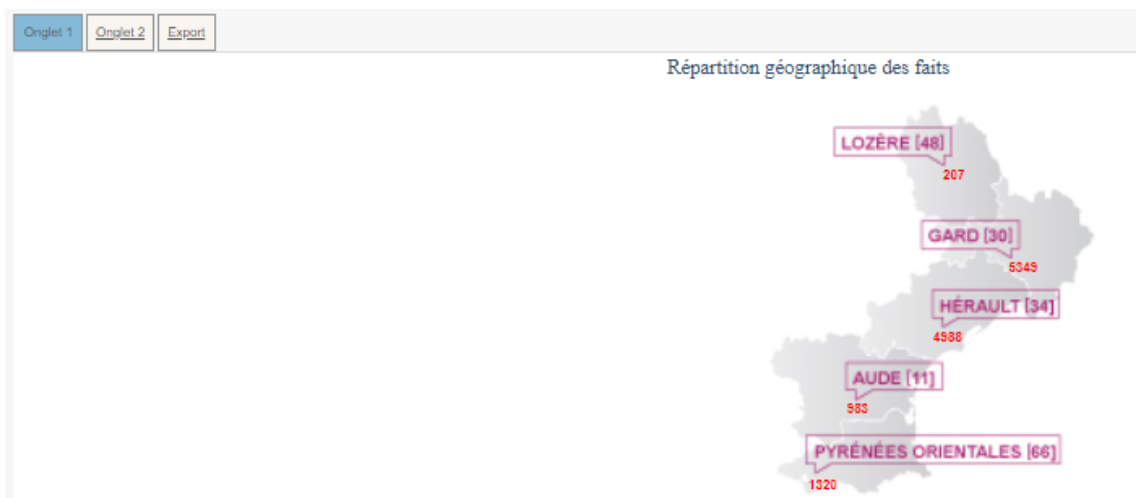 Onglet 1 Onglet 2 Export
Répartition géographique des faits
LOZÈRE [48]
207
GARD [30]
5349
HÉRAULT [34]
4988
AUDE [11]
983
PYRÉNÉES ORIENTALES [66]
1320